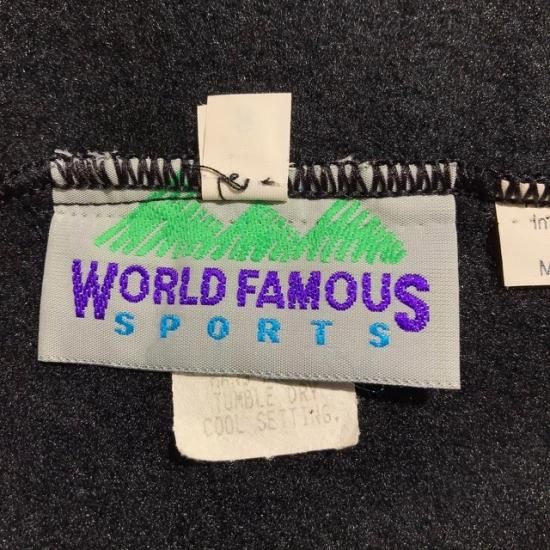 WORLD FAMOUS
SPORTS
TUMBLE DRY
COOL SETTING.